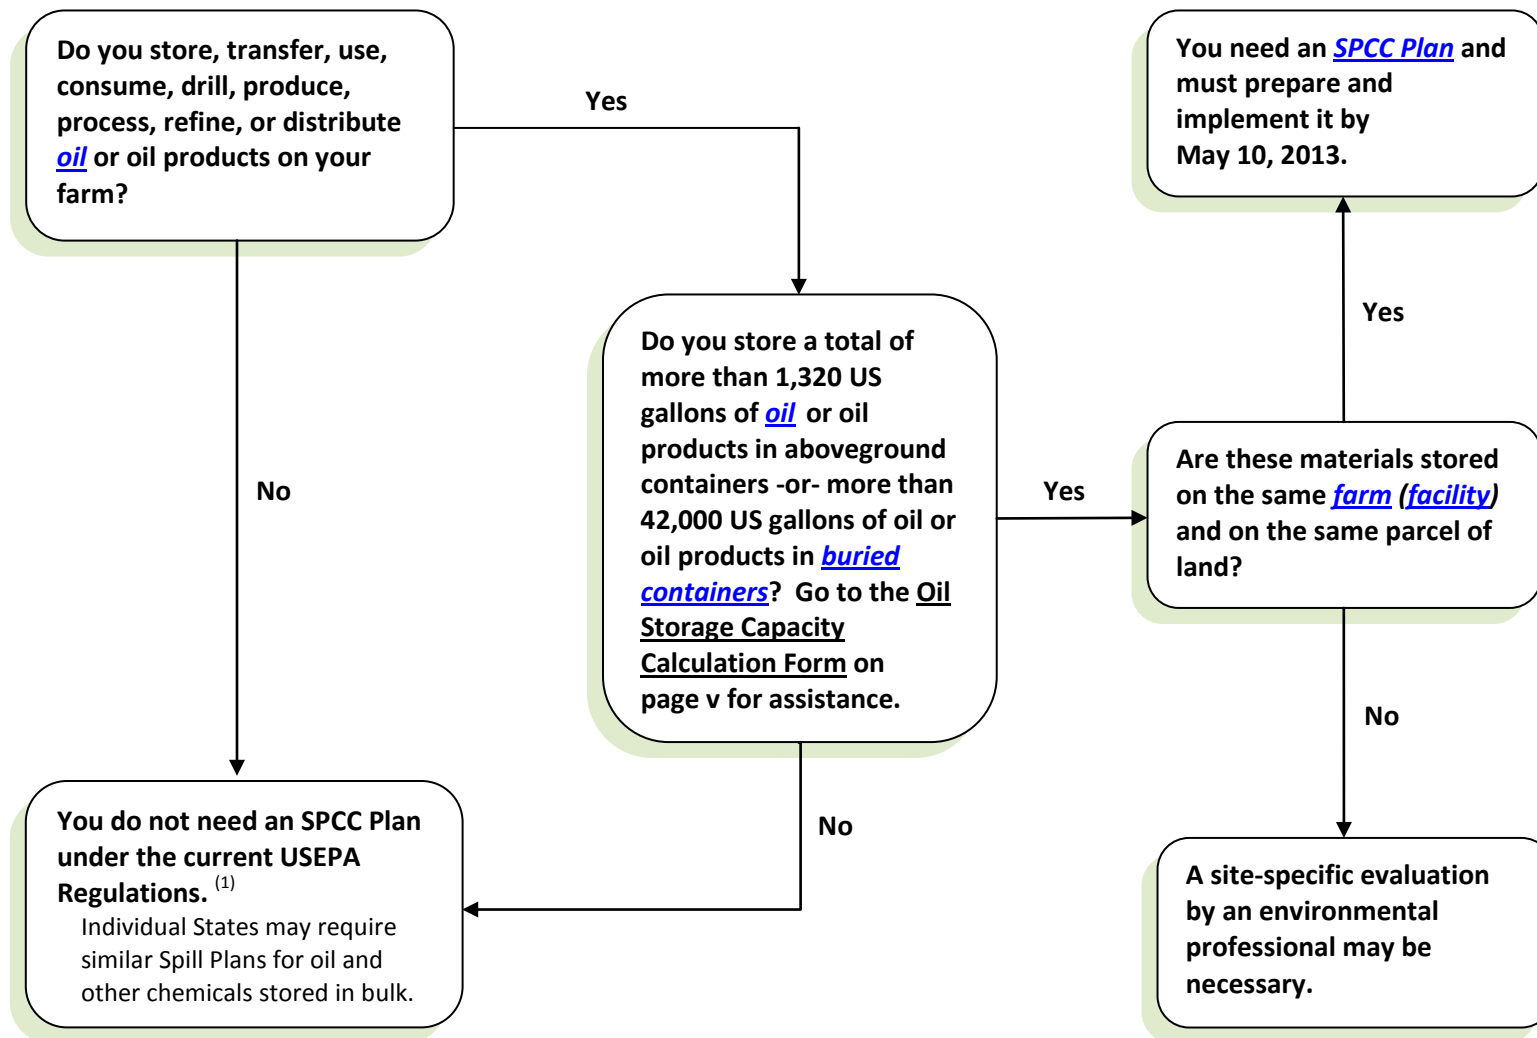 Do you store, transfer, use,
consume, drill, produce,
process, refine, or distribute
oil or oil products on your
farm?
Yes
You need an SPCC Plan and
must prepare and
implement it by
May 10, 2013.
Yes
Do you store a total of
more than 1,320 US
gallons of oil or oil
products in aboveground
containers -or- more than
42,000 US gallons of oil or
oil products in buried
containers? Go to the Oil
Storage Capacity
Calculation Form on
page v for assistance.
No
Yes
Are these materials stored
on the same farm (facility)
and on the same parcel of
land?
No
No
You do not need an SPCC Plan
under the current USEPA
Regulations. (1)
Individual States may require
similar Spill Plans for oil and
other chemicals stored in bulk.
A site-specific evaluation
by an environmental
professional may be
necessary.